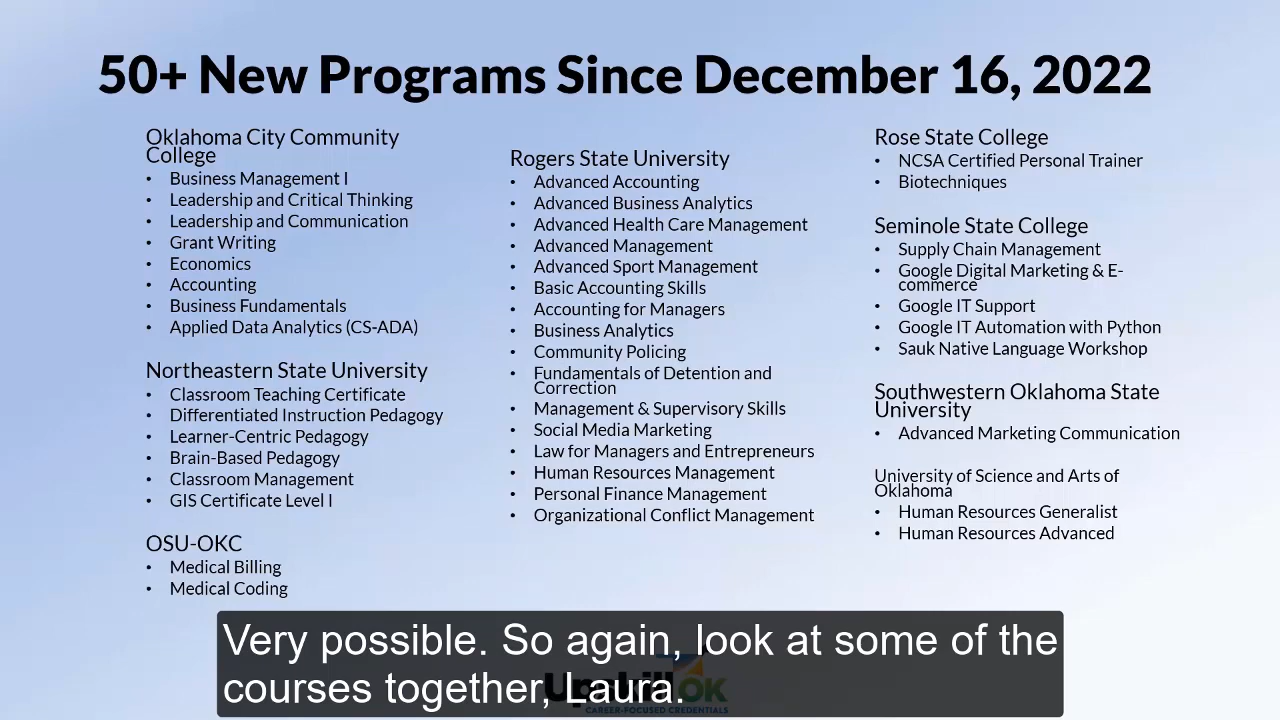 50+ New Programs Since December 16, 2022
Oklahoma City Community
College
• Business Management I
• Leadership and Critical Thinking
• Leadership and Communication
• Grant Writing
• Economics
• Accounting
• Business Fundamentals
• Applied Data Analytics (CS-ADA)
Northeastern State University
• Classroom Teaching Certificate
• Differentiated Instruction Pedagogy
• Learner-Centric Pedagogy
• Brain-Based Pedagogy
• Classroom Management
• GIS Certificate Level I
OSU-OKC
• Medical Billing
• Medical Coding
Rogers State University
• Advanced Accounting
• Advanced Business Analytics
• Advanced Health Care Management
• Advanced Management
• Advanced Sport Management
• Basic Accounting Skills
• Accounting for Managers
• Business Analytics
• Community Policing
• Fundamentals of Detention and
Correction
• Management & Supervisory Skills
• Social Media Marketing
• Law for Managers and Entrepreneurs
• Human Resources Management
• Personal Finance Management
• Organizational Conflict Management
Rose State College
• NCSA Certified Personal Trainer
• Biotechniques
Seminole State College
• Supply Chain Management
• Google Digital Marketing & E-
commerce
• Google IT Support
• Google IT Automation with Python
• Sauk Native Language Workshop
Southwestern Oklahoma State
University
• Advanced Marketing Communication
University of Science and Arts of
Oklahoma
• Human Resources Generalist
• Human Resources Advanced
Very possible. So again, look at some of the
courses together, Laura.
UpskillOK
CAREER-FOCUSED CREDENTIALS